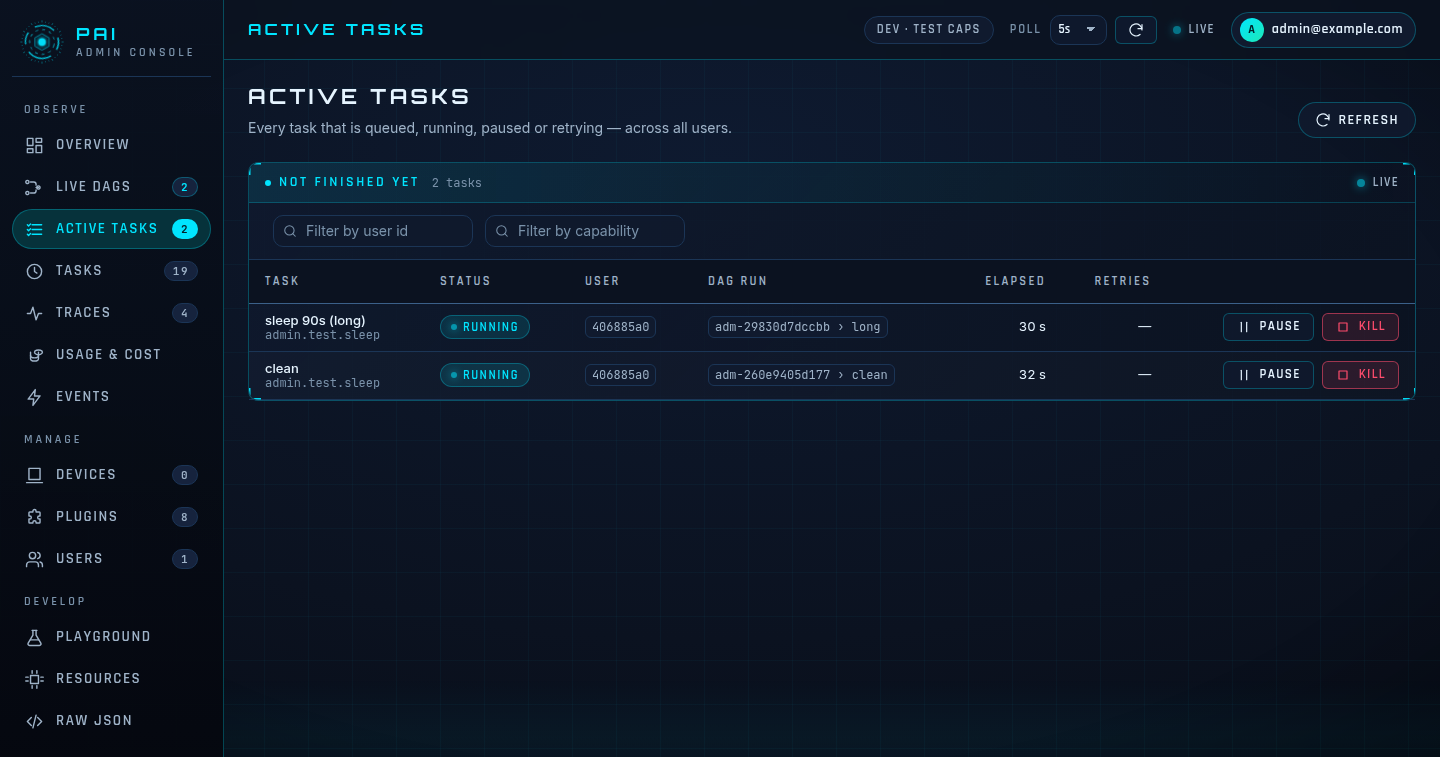 PAI
ADMIN CONSOLE
OBSERVE
OVERVIEW
LIVE DAGS 2
ACTIVE TASKS 2
TASKS 19
TRACES 4
USAGE & COST
EVENTS
MANAGE
DEVICES 0
PLUGINS 8
USERS 1
DEVELOP
PLAYGROUND
RESOURCES
RAW JSON
ACTIVE TASKS DEV · TEST CAPS POLL 5s LIVE A admin@example.com
ACTIVE TASKS
Every task that is queued, running, paused or retrying — across all users.
REFRESH
NOT FINISHED YET 2 tasks LIVE
Filter by user id Filter by capability
TASK STATUS USER DAG RUN ELAPSED RETRIES
sleep 90s (long)
admin.test.sleep
RUNNING 406885a0 adm-29830d7dccbb › long 30 s — PAUSE KILL
clean
admin.test.sleep
RUNNING 406885a0 adm-260e9405d177 › clean 32 s — PAUSE KILL